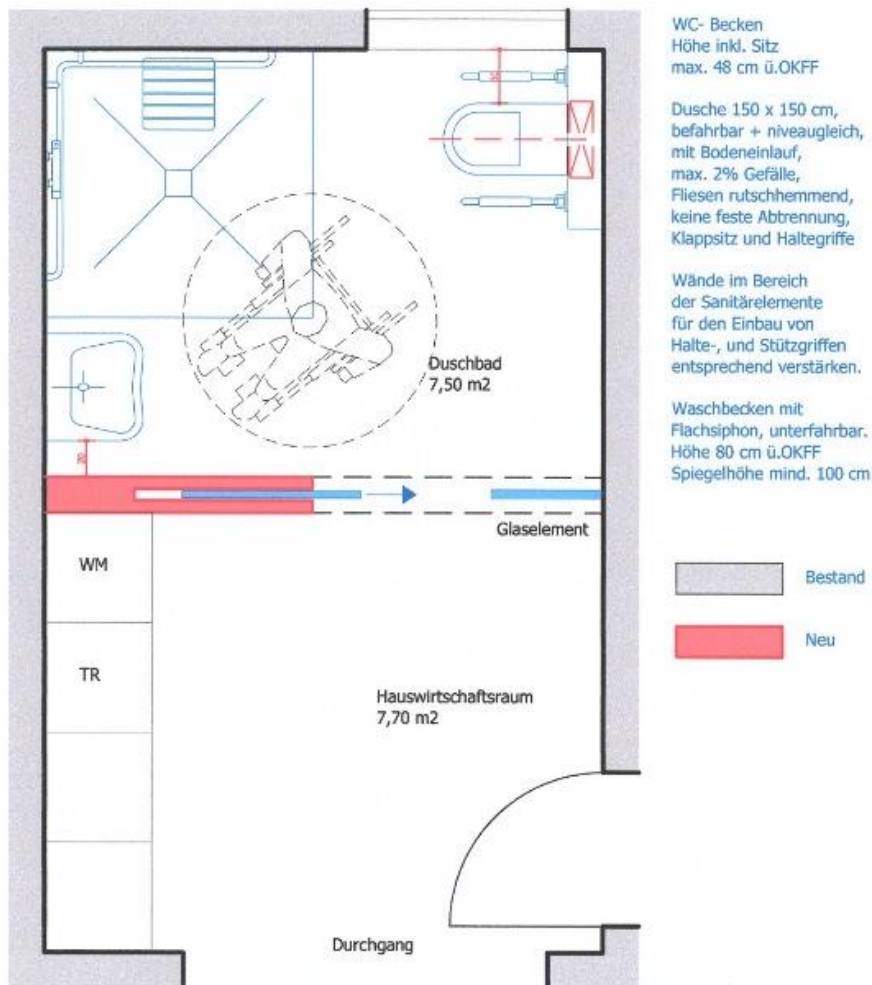 WC- Becken
Höhe inkl. Sitz
max. 48 cm ü.OKFF
Dusche 150 x 150 cm,
befahrbar + niveaugleich,
mit Bodeneinlauf,
max. 2% Gefälle,
Fliesen rutschhemmend,
keine feste Abtrennung,
Klappsitz und Haltegriffe
Wände im Bereich
der Sanitärelemente
für den Einbau von
Halte-, und Stützgriffen
entsprechend verstärken.
Waschbecken mit
Flachsiphon, unterfahrbar.
Höhe 80 cm ü.OKFF
Spiegelhöhe mind. 100 cm
Duschbad
7,50 m2
20
Glaselement
WM
TR
Hauswirtschaftsraum
7,70 m2
Durchgang
Bestand
Neu